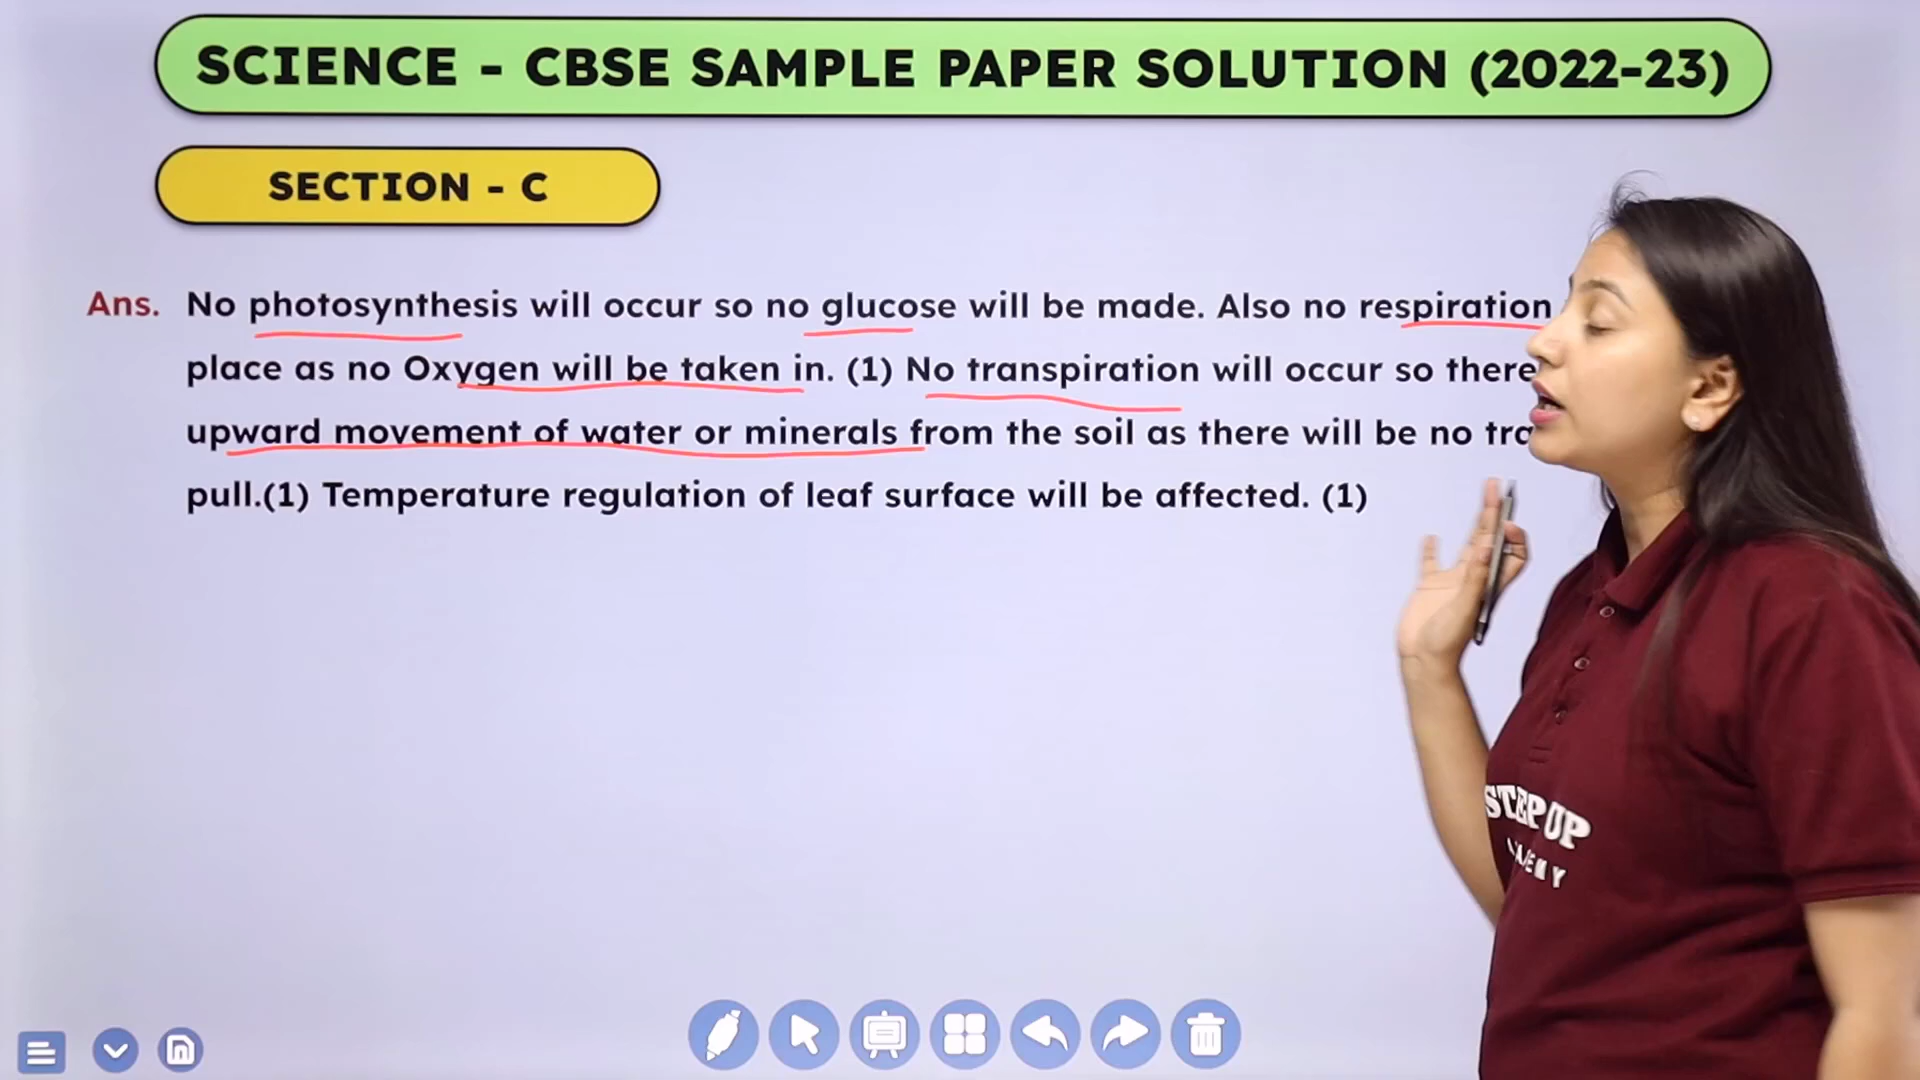 SCIENCE - CBSE SAMPLE PAPER SOLUTION (2022-23)
SECTION - C
Ans. No photosynthesis will occur so no glucose will be made. Also no respiration
place as no Oxygen will be taken in. (1) No transpiration will occur so there
upward movement of water or minerals from the soil as there will be no
pull.(1) Temperature regulation of leaf surface will be affected. (1)
STEP UP